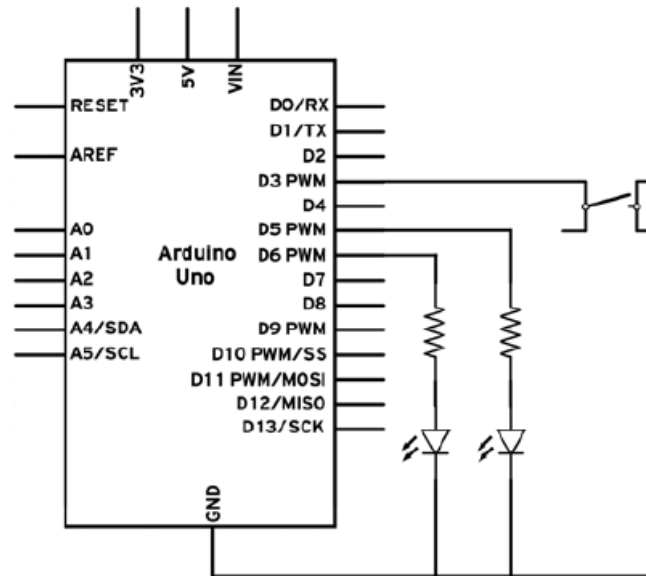 3V3
5V
VIN
RESET
AREF
A0
A1
A2
A3
A4/SDA
A5/SCL
Arduino
Uno
D0/RX
D1/TX
D2
D3 PWM
D4
D5 PWM
D6 PWM
D7
D8
D9 PWM
D10 PWM/SS
D11 PWM/MOSI
D12/MISO
D13/SCK
GND